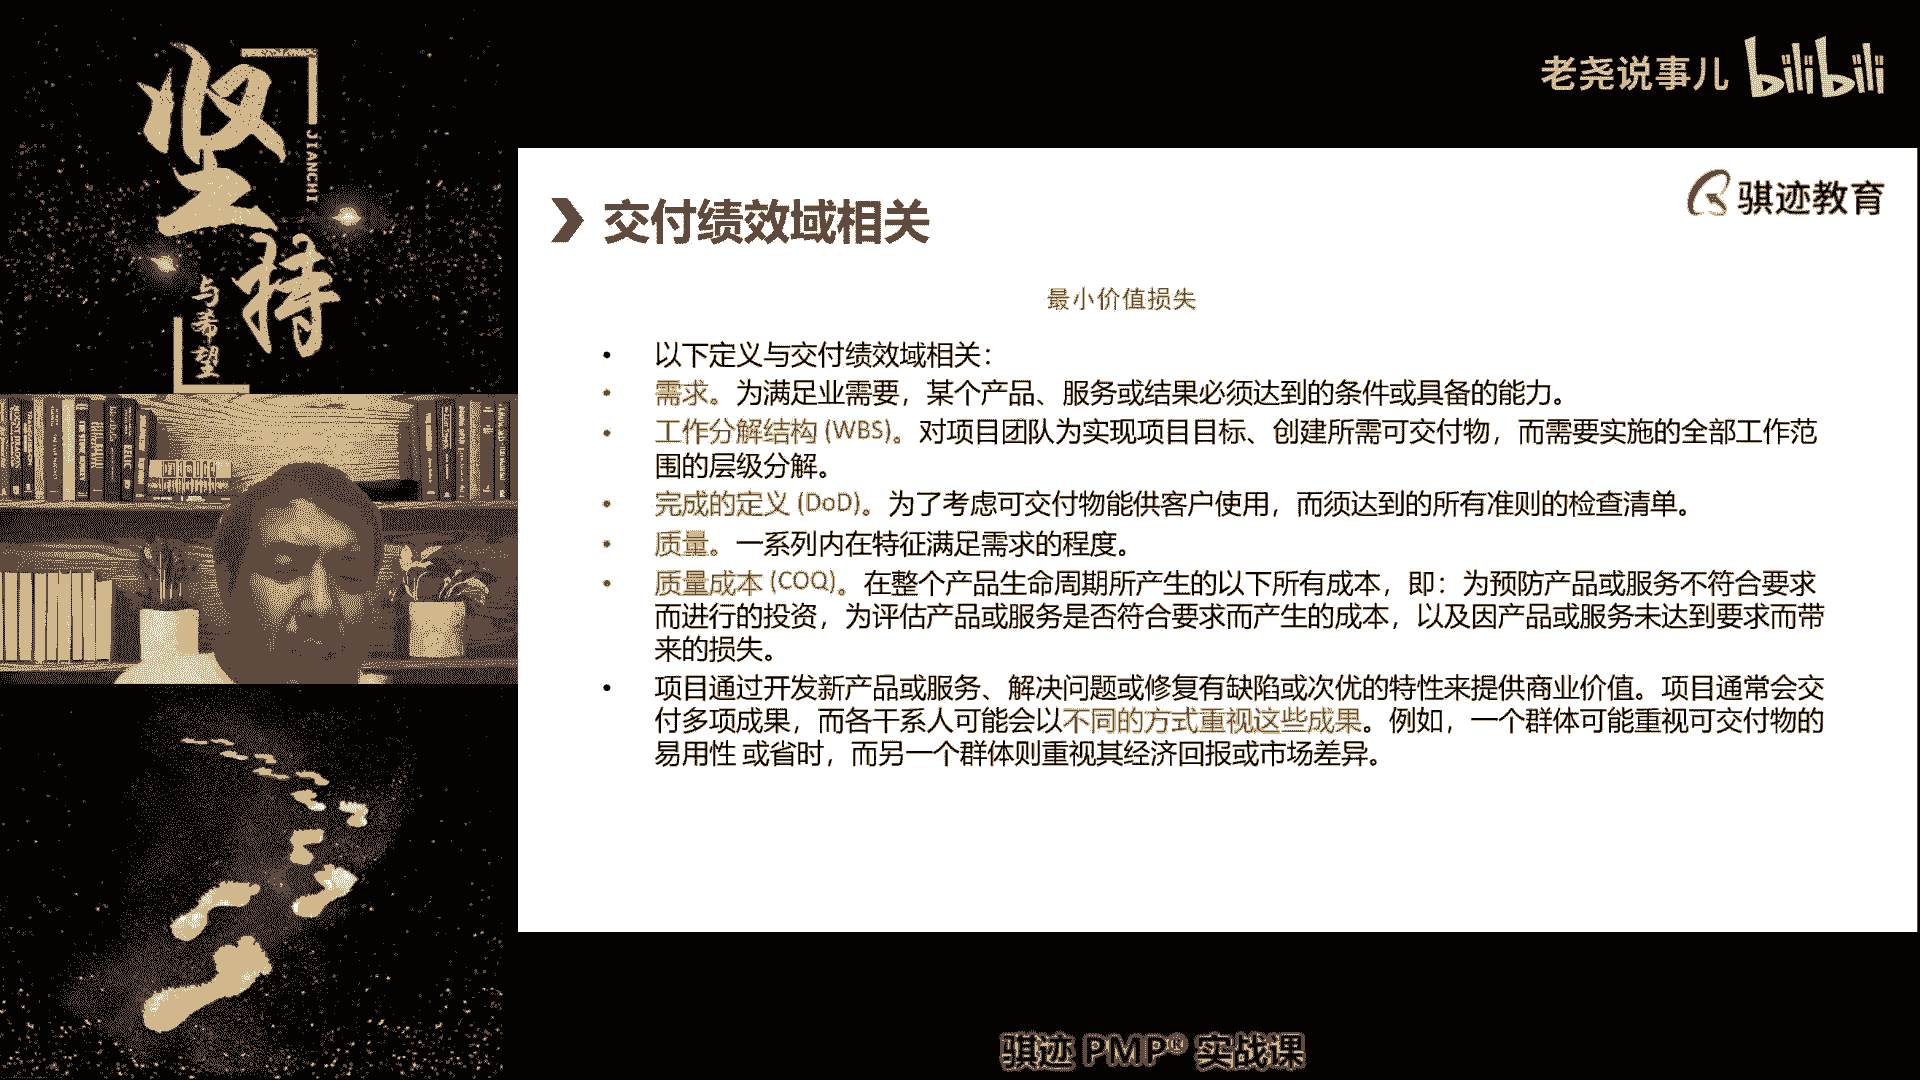 坚持
JIANCHI
与希望
老尧说事儿 bilibili
骐迹教育
交付绩效域相关
最小价值损失
• 以下定义与交付绩效域相关：
• 需求。为满足业需要，某个产品、服务或结果必须达到的条件或具备的能力。
• 工作分解结构 (WBS)。对项目团队为实现项目目标、创建所需可交付物，而需要实施的全部工作范
围的层级分解。
• 完成的定义 (DoD)。为了考虑可交付物能供客户使用，而须达到的所有准则的检查清单。
• 质量。一系列内在特征满足需求的程度。
• 质量成本 (COQ)。在整个产品生命周期所产生的以下所有成本，即：为预防产品或服务不符合要求
而进行的投资，为评估产品或服务是否符合要求而产生的成本，以及因产品或服务未达到要求而带
来的损失。
• 项目通过开发新产品或服务、解决问题或修复有缺陷或次优的特性来提供商业价值。项目通常会交
付多项成果，而各干系人可能会以不同的方式重视这些成果。例如，一个群体可能重视可交付物的
易用性 或省时，而另一个群体则重视其经济回报或市场差异。
骐迹 PMP® 实战课